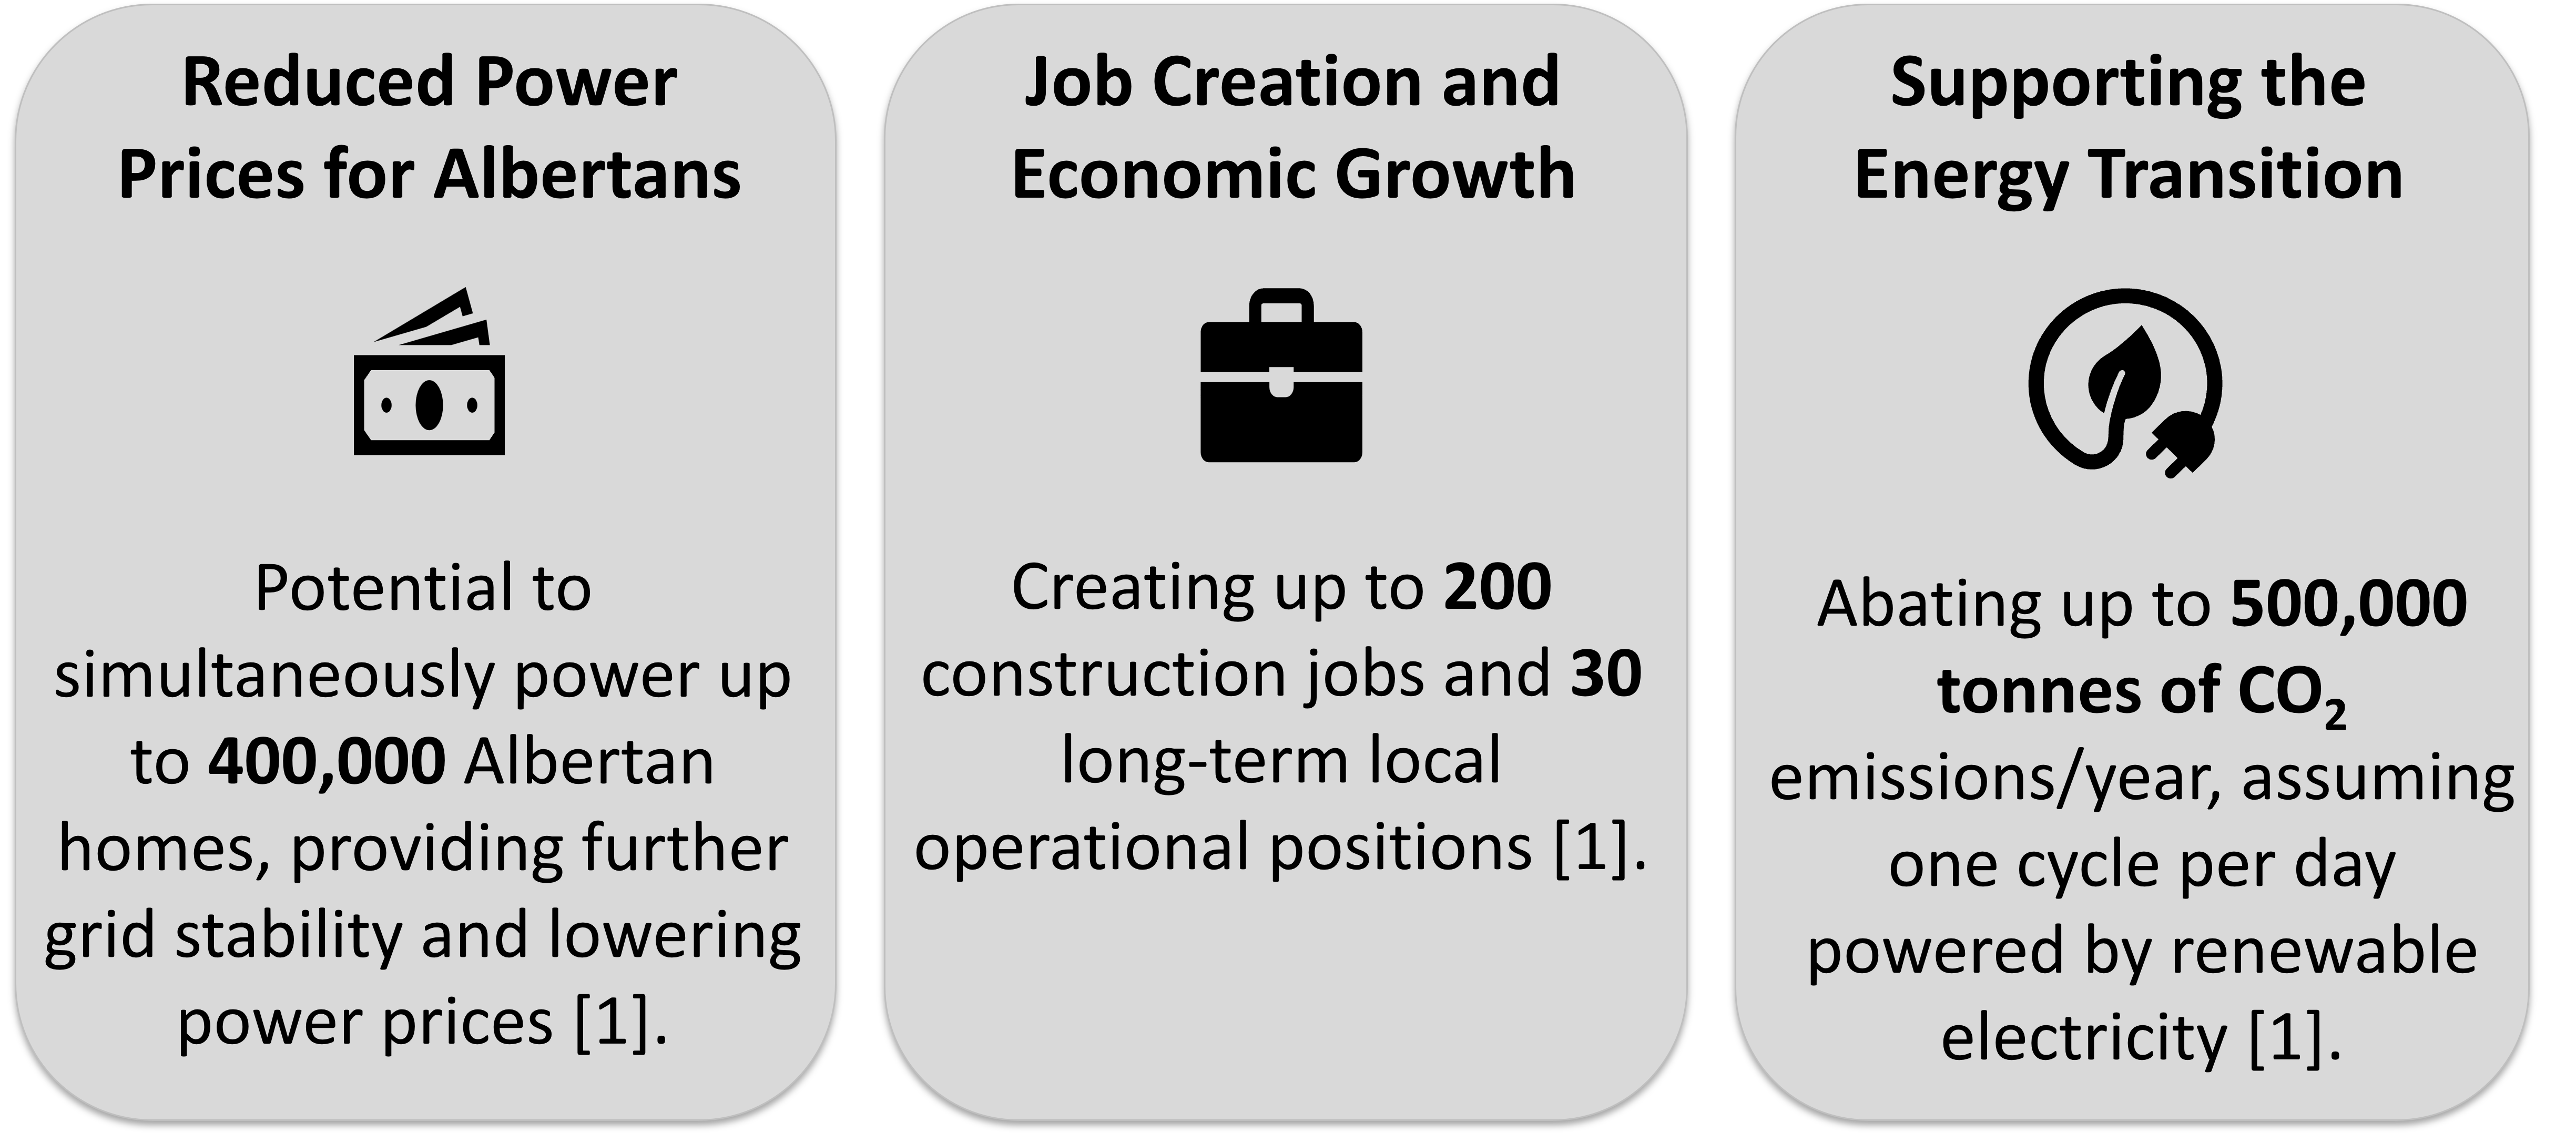 Reduced Power
Prices for Albertans
Potential to
simultaneously power up
to 400,000 Albertan
homes, providing further
grid stability and lowering
power prices [1].
Job Creation and
Economic Growth
Creating up to 200
construction jobs and 30
long-term local
operational positions [1].
Supporting the
Energy Transition
Abating up to 500,000
tonnes of CO₂
emissions/year, assuming
one cycle per day
powered by renewable
electricity [1].